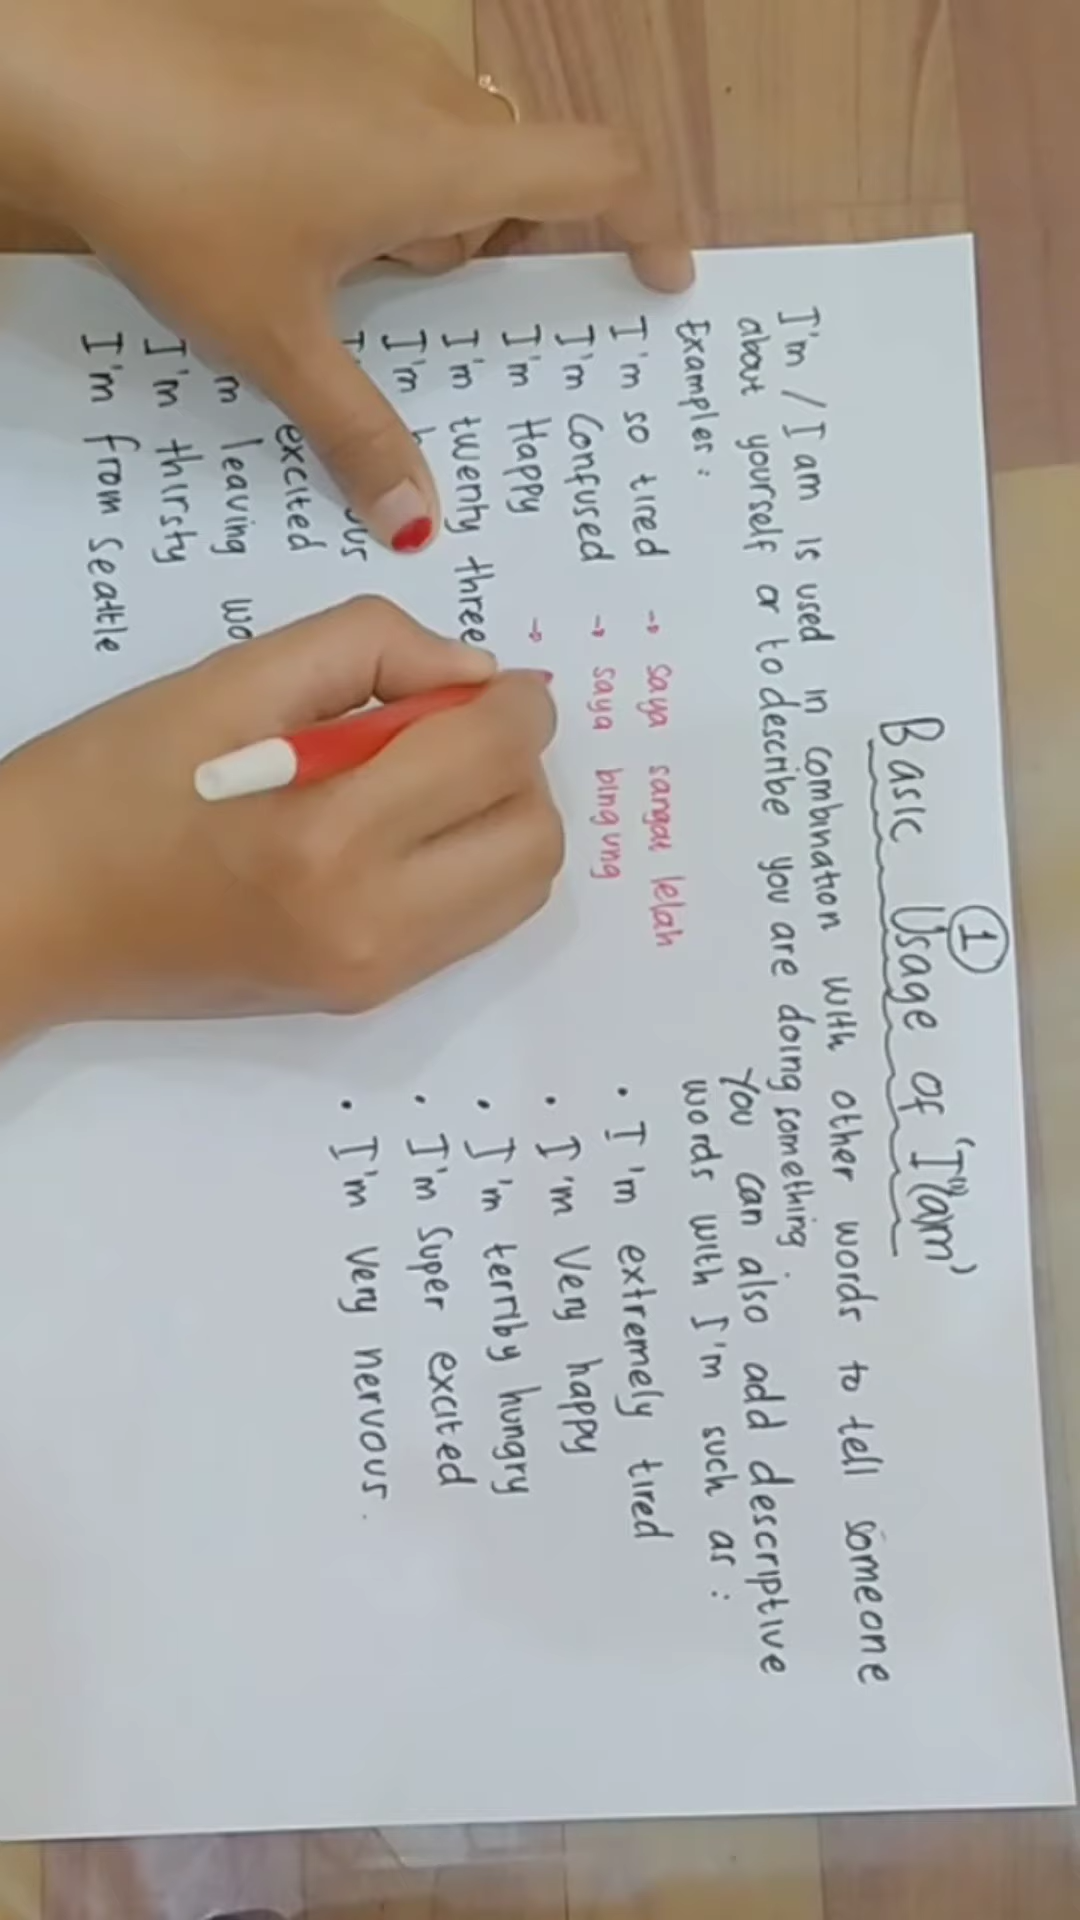 1
Basic Usage of 'I'(am)'
I'm / I am is used in combination with other words to tell someone
about yourself or to describe you are doing something
Examples:
I'm so tired → saya sangat lelah
I'm Confused → saya bingung
I'm Happy →
I'm twenty three
I'm
excited
m leaving
I'm thirsty
I'm from Seattle
You can also add descriptive
words with I'm such as:
• I'm extremely tired
• I'm Very happy
• I'm terriby hungry
• I'm Super excited
• I'm Very nervous.